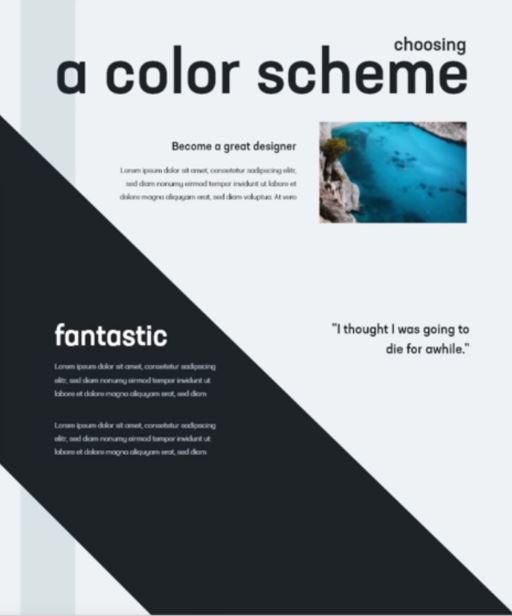 choosing
a color scheme
Become a great designer
Lorem ipsum dolor sit amet, consetetur sadipscing elitr,
sed diam nonumy eirmod tempor invidunt ut labore et
dolore magna aliquyam erat, sed diam voluptua. At vero
fantastic
Lorem ipsum dolor sit amet, consetetur sadipscing
elitr, sed diam nonumy eirmod tempor invidunt ut
labore et dolore magna aliquyam erat, sed diam
Lorem ipsum dolor sit amet, consetetur sadipscing
elitr, sed diam nonumy eirmod tempor invidunt ut
labore et dolore magna aliquyam erat, sed diam
"I thought I was going to
die for awhile."